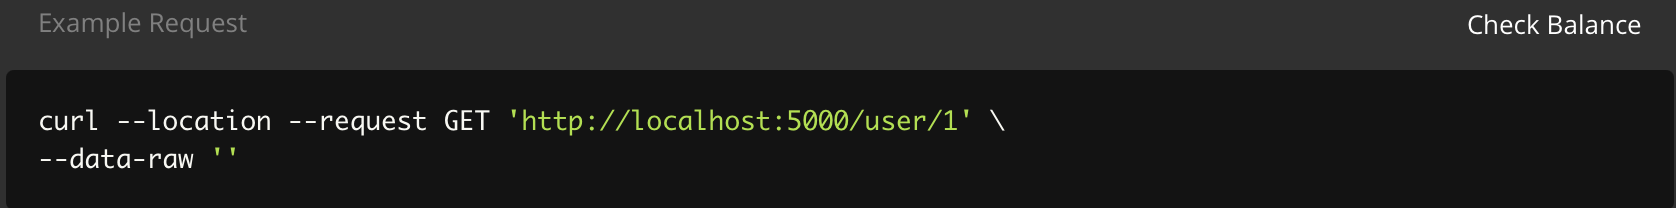 Example Request
Check Balance
curl --location --request GET 'http://localhost:5000/user/1' \
--data-raw ''